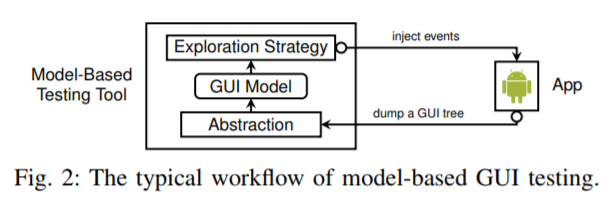 Exploration Strategy
inject events
Model-Based
Testing Tool
GUI Model
App
dump a GUI tree
Abstraction
Fig. 2: The typical workflow of model-based GUI testing.